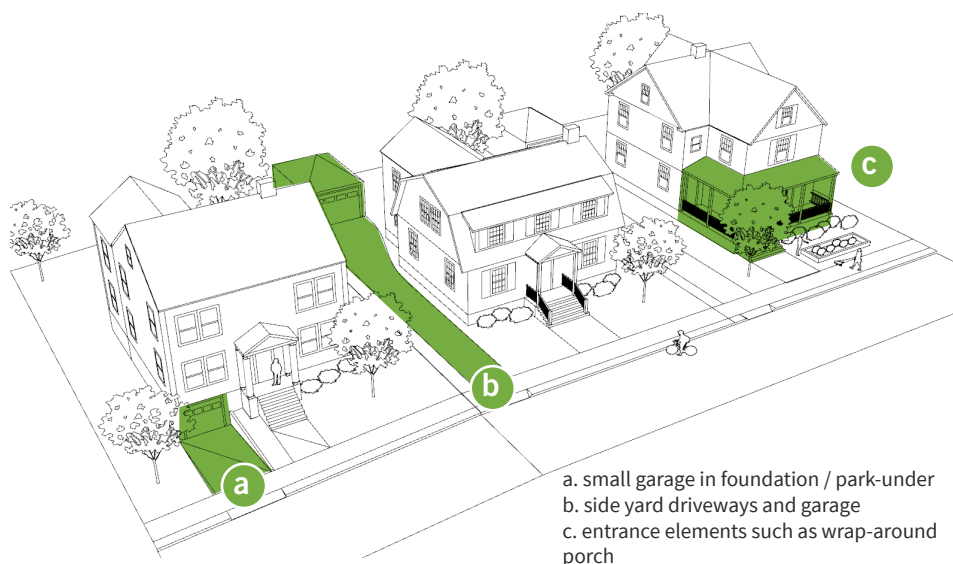 c
b
a
a. small garage in foundation / park-under
b. side yard driveways and garage
c. entrance elements such as wrap-around
porch